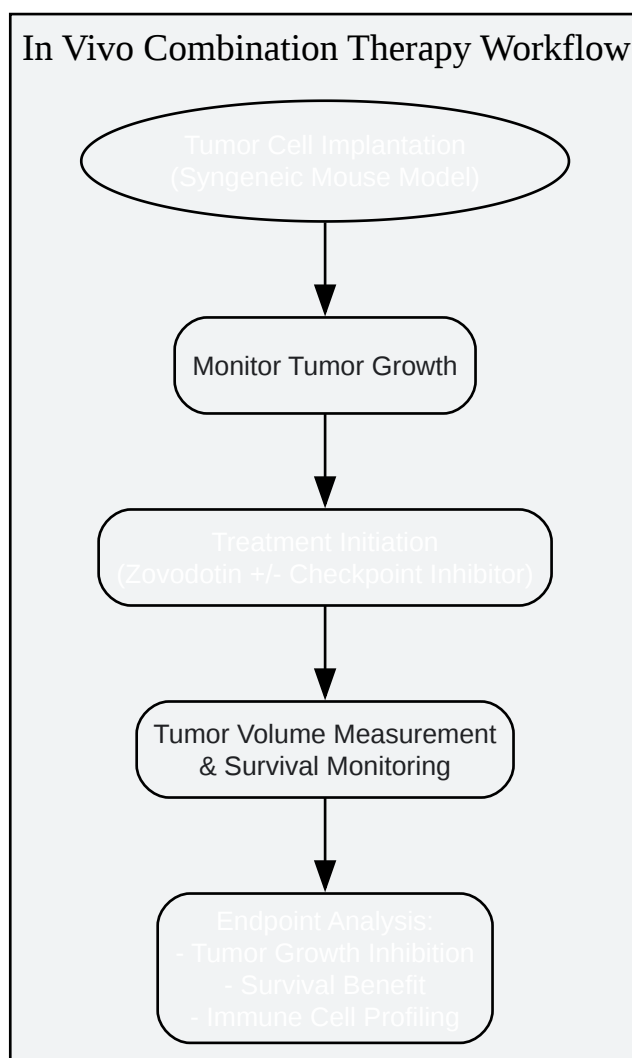 In Vivo Combination Therapy Workflow
Tumor Cell Implantation
(Syngeneic Mouse Model)
Monitor Tumor Growth
Treatment Initiation
(Zovodotin +/- Checkpoint Inhibitor)
Tumor Volume Measurement
& Survival Monitoring
Endpoint Analysis:
- Tumor Growth Inhibition
- Survival Benefit
- Immune Cell Profiling